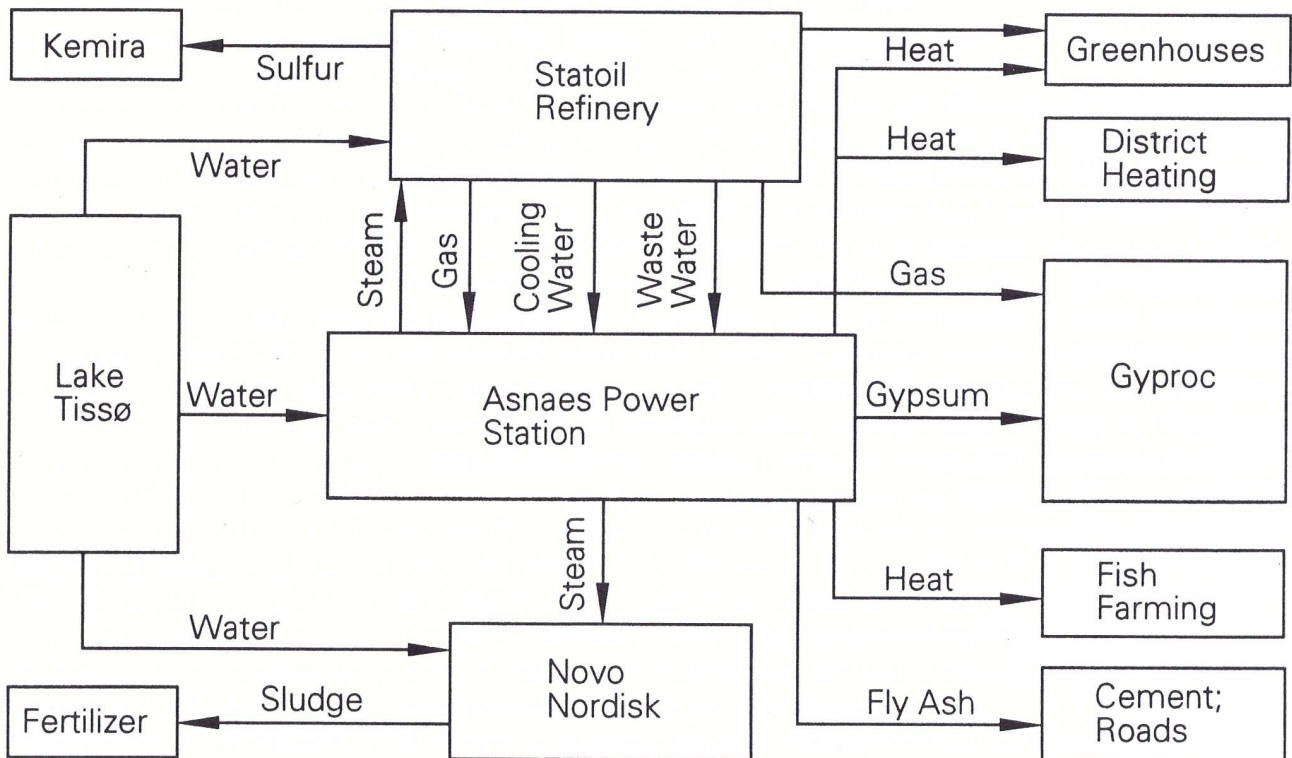 Kemira
Sulfur
Statoil
Refinery
Heat
Greenhouses
Water
Heat
District
Heating
Steam
Gas
Cooling
Water
Waste
Water
Gas
Lake
Tissø
Water
Asnaes Power
Station
Gypsum
Gyproc
Steam
Heat
Fish
Farming
Water
Novo
Nordisk
Sludge
Fertilizer
Fly Ash
Cement;
Roads